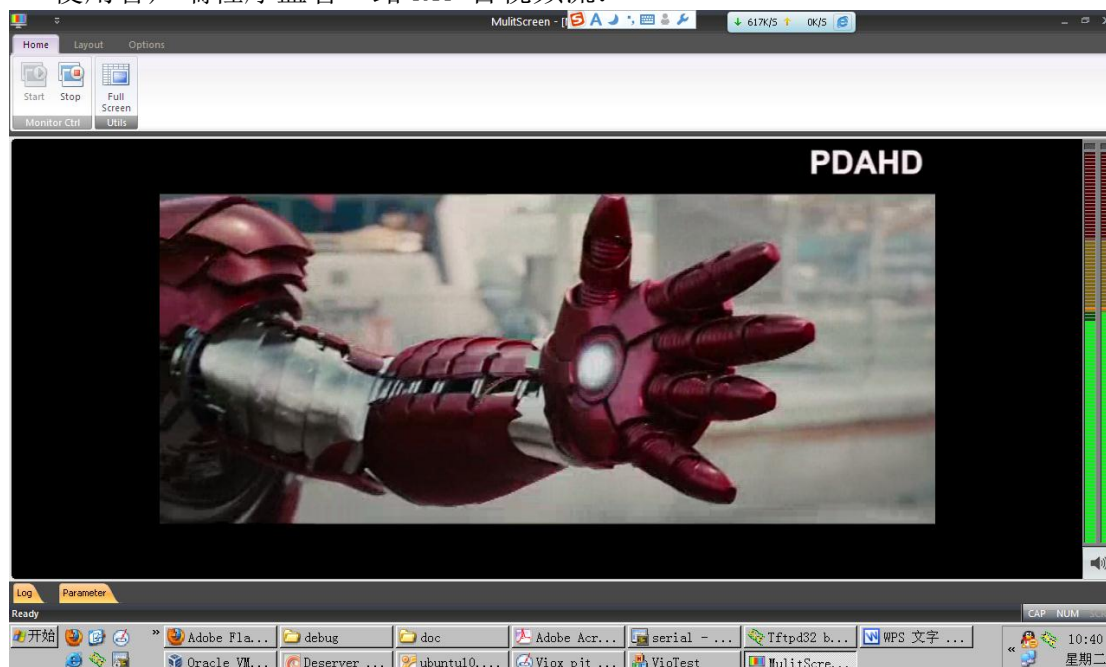 MulitScreen - [
617K/S 0K/S
Home Layout Options
Start Stop Full Screen
Monitor Ctrl Utils
PDAHD
Log Parameter
Ready
CAP NUM
开始 Adobe Fla... debug doc Adobe Acr... serial - ... Tftpd32 b... WPS 文字 ... 10:40
Oracle VM... Deserver ... ubuntu10.... Viox pit ... VioTest MulitScre... 星期二